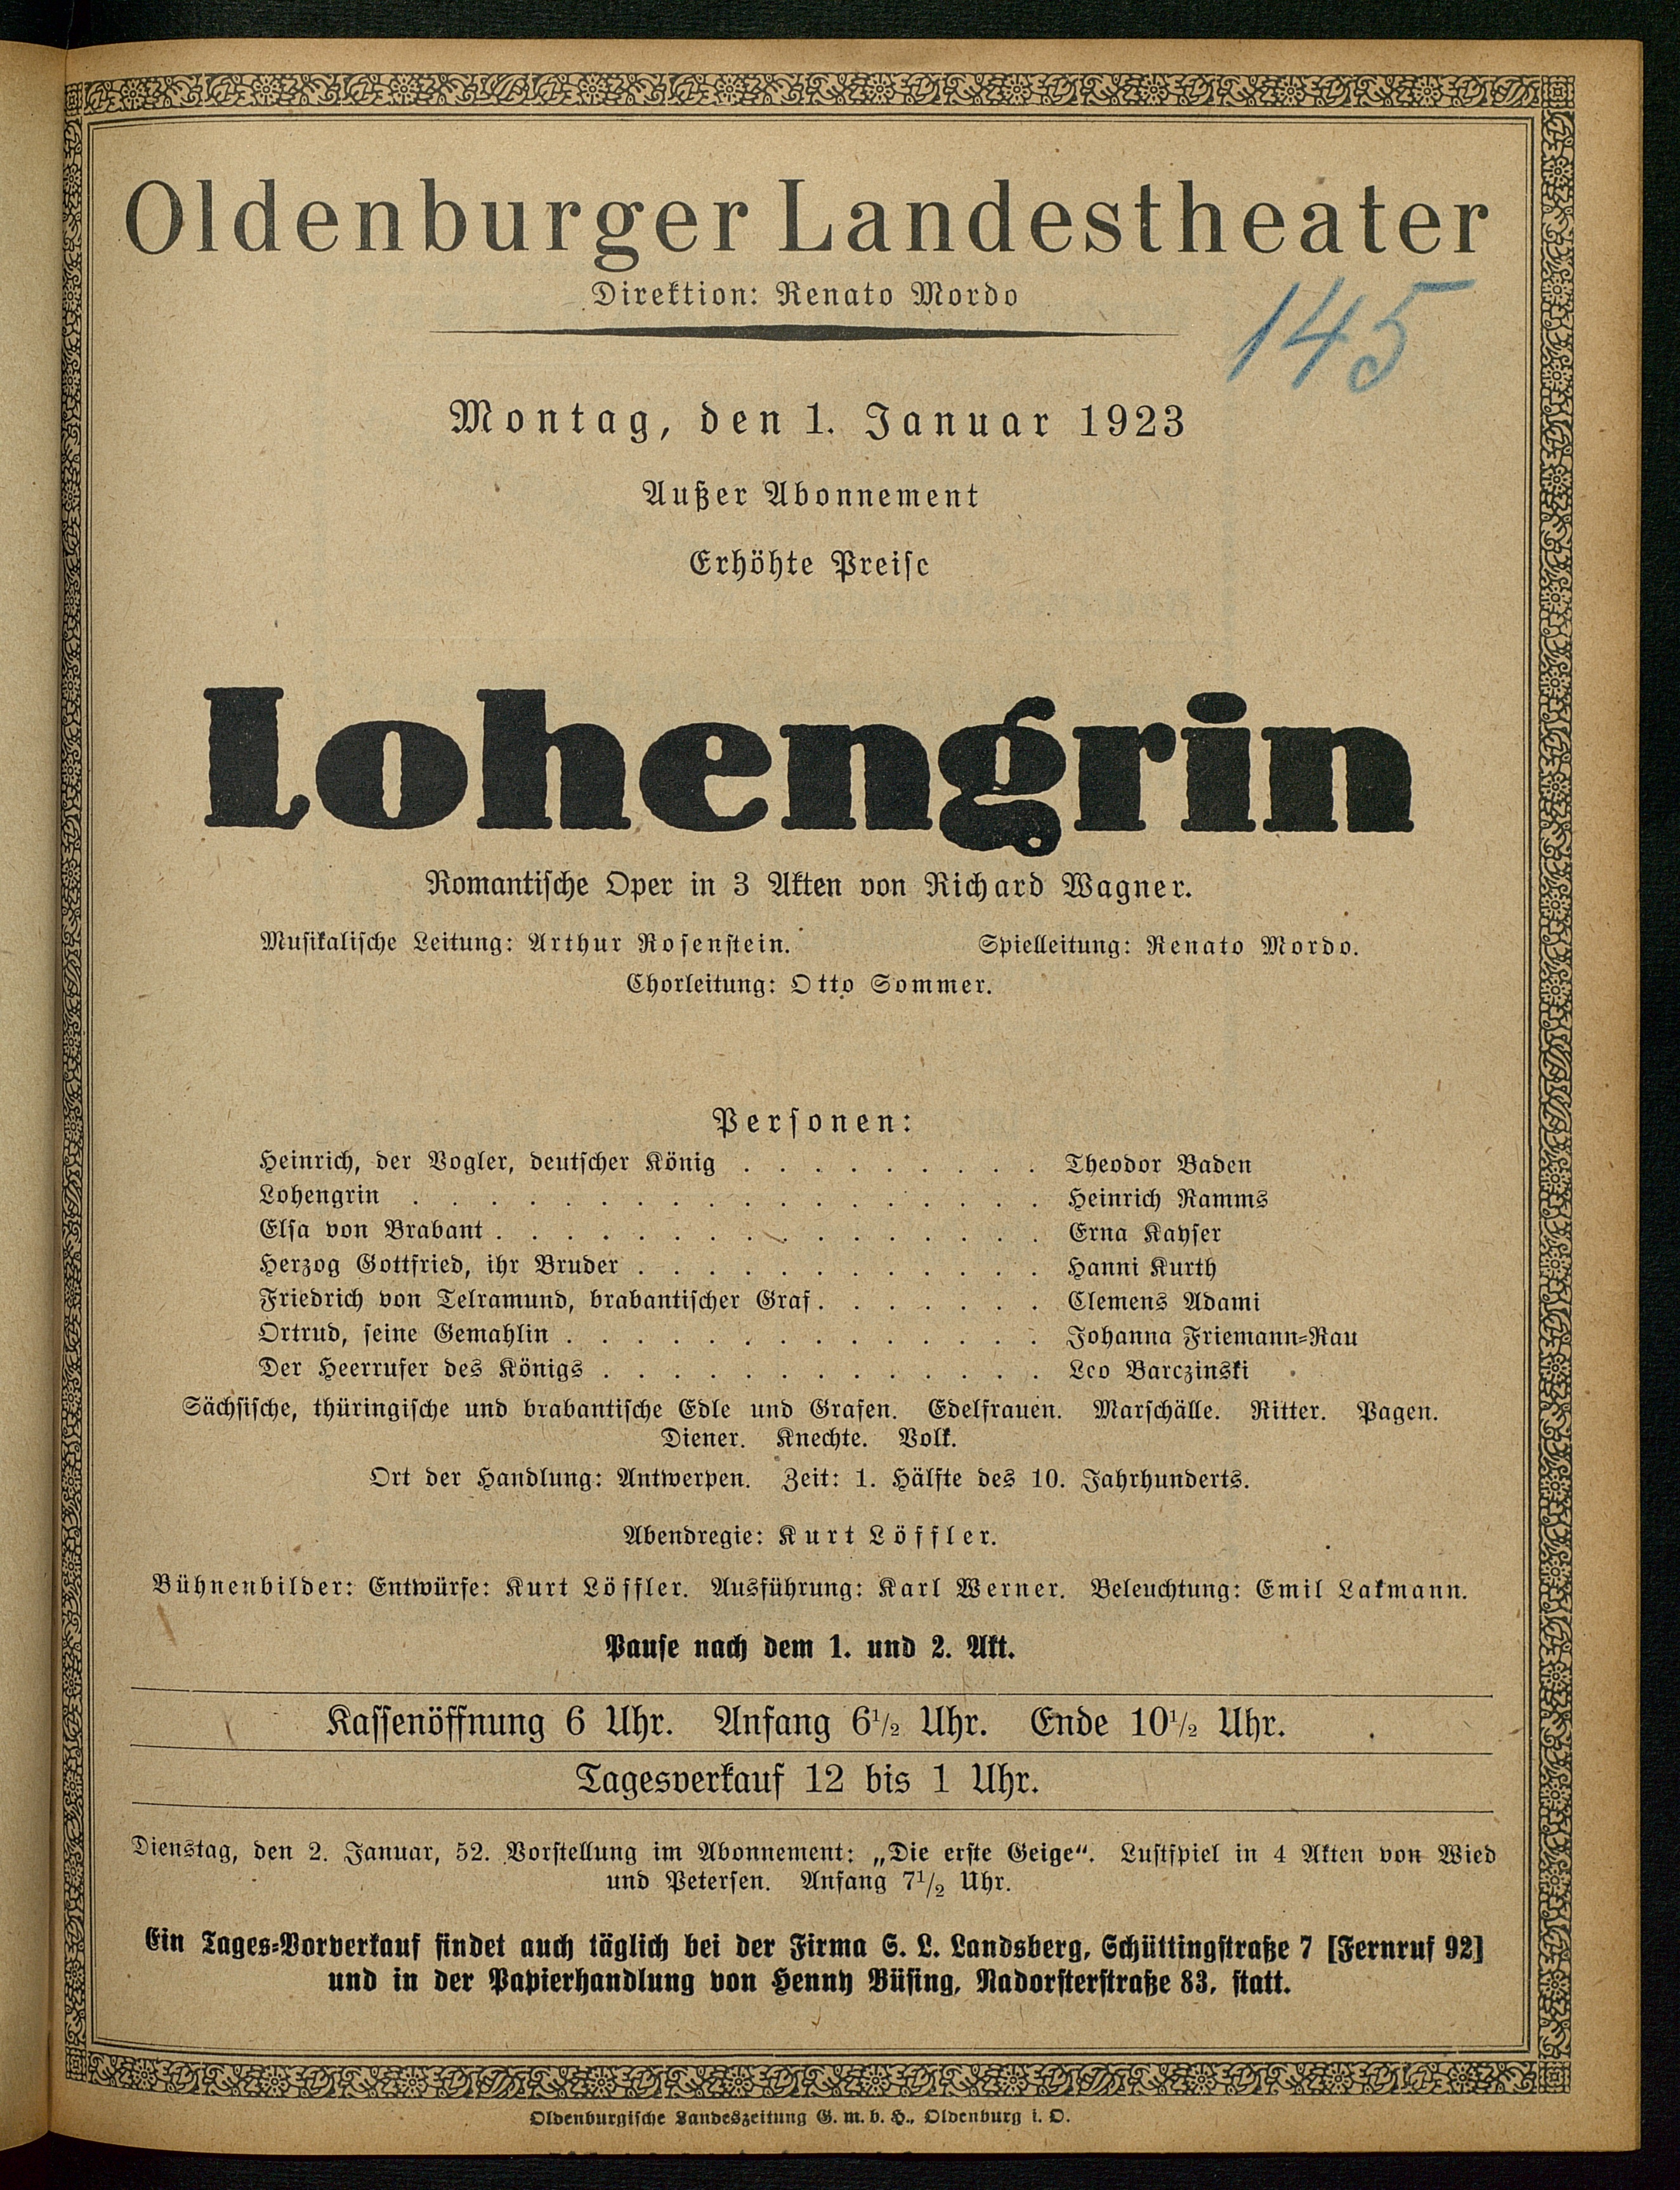 Oldenburger Landestheater
Direktion: Renato Mordo
145
Montag, den 1. Januar 1923
Außer Abonnement
Erhöhte Preise
Lohengrin
Romantische Oper in 3 Akten von Richard Wagner.
Musikalische Leitung: Arthur Rosenstein. Spielleitung: Renato Mordo.
Chorleitung: Otto Sommer.
Personen:
Heinrich, der Vogler, deutscher König . . . . . . . . . Theodor Baden
Lohengrin . . . . . . . . . . . . . . . . . . Heinrich Ramms
Elsa von Brabant . . . . . . . . . . . . . . . . Erna Kayser
Herzog Gottfried, ihr Bruder . . . . . . . . . . . . Hanni Kurth
Friedrich von Telramund, brabantischer Graf . . . . . . . Clemens Adami
Ortrud, seine Gemahlin . . . . . . . . . . . . . . Johanna Friemann-Rau
Der Heerrufer des Königs . . . . . . . . . . . . . Leo Barczinski
Sächsische, thüringische und brabantische Edle und Grafen. Edelfrauen. Marschälle. Ritter. Pagen.
Diener. Knechte. Volk.
Ort der Handlung: Antwerpen. Zeit: 1. Hälfte des 10. Jahrhunderts.
Abendregie: Kurt Löffler.
Bühnenbilder: Entwürfe: Kurt Löffler. Ausführung: Karl Werner. Beleuchtung: Emil Lakmann.
Pause nach dem 1. und 2. Akt.
Kassenöffnung 6 Uhr. Anfang 6½ Uhr. Ende 10½ Uhr.
Tagesverkauf 12 bis 1 Uhr.
Dienstag, den 2. Januar, 52. Vorstellung im Abonnement: „Die erste Geige“. Lustspiel in 4 Akten von Wied
und Petersen. Anfang 7½ Uhr.
Ein Tages-Vorverkauf findet auch täglich bei der Firma S. L. Landsberg, Schüttingstraße 7 [Fernruf 92]
und in der Papierhandlung von Henny Büsing, Nadorsterstraße 83, statt.
Oldenburgische Landeszeitung G. m. b. H., Oldenburg i. O.